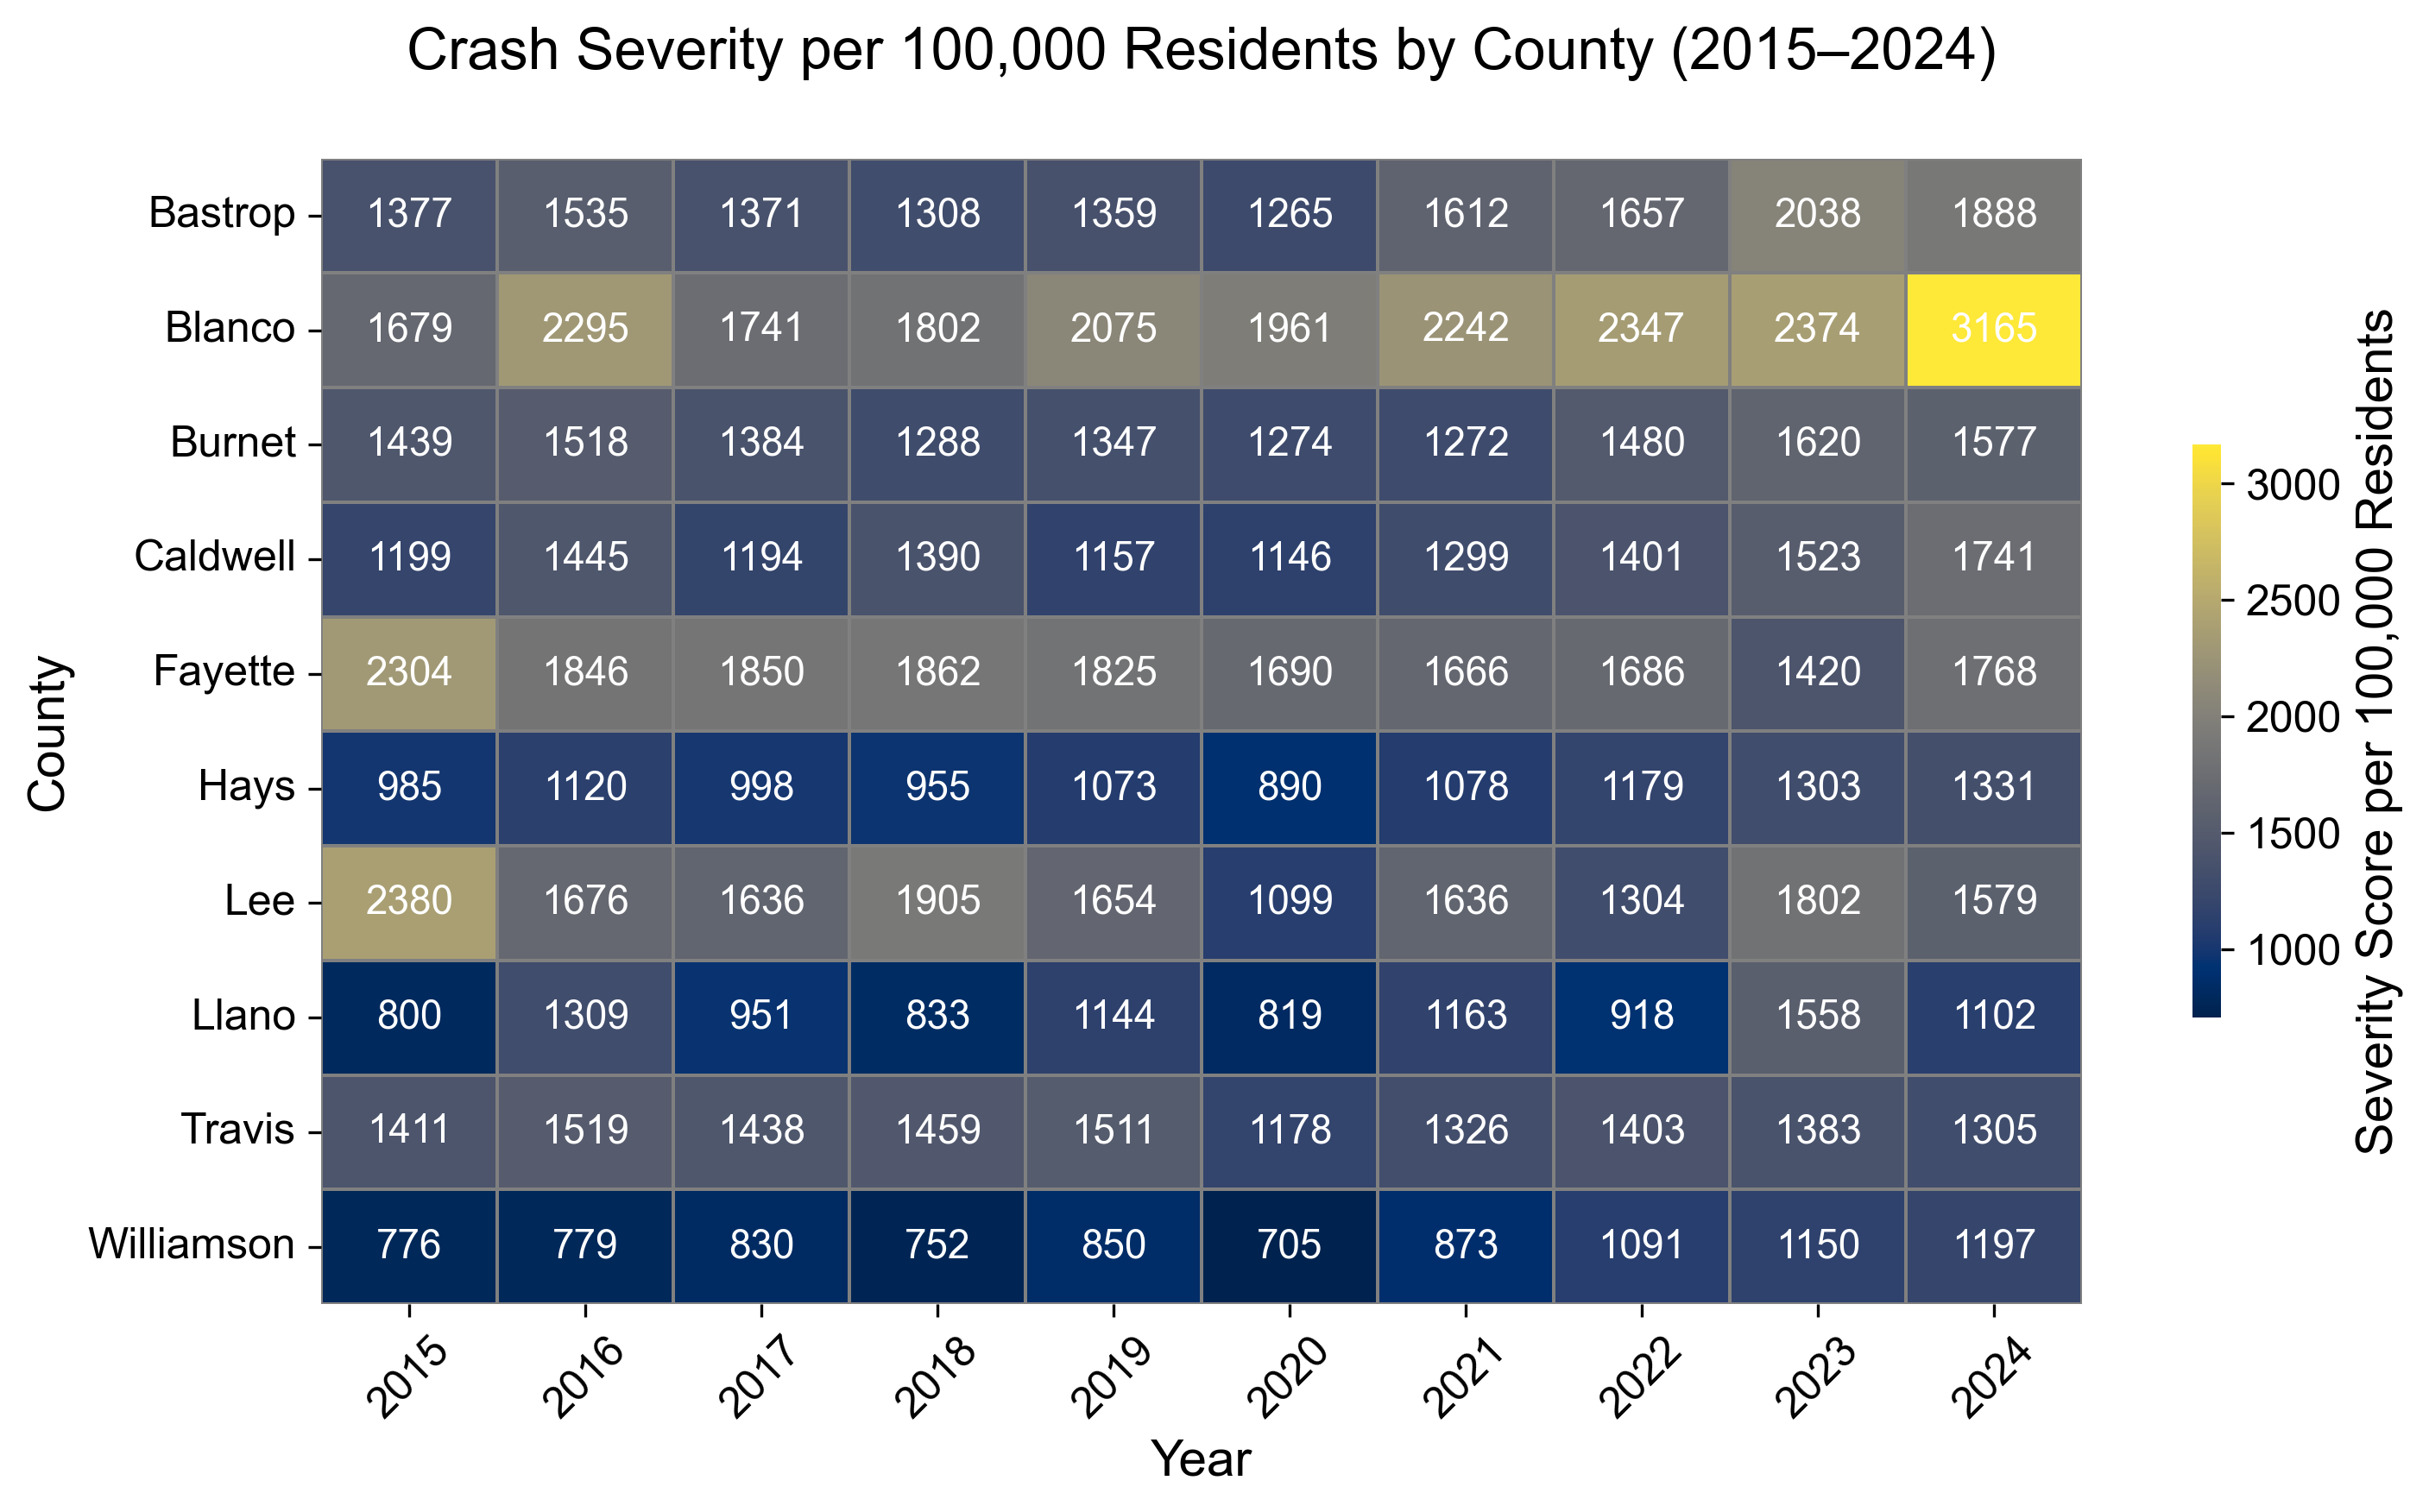 Crash Severity per 100,000 Residents by County (2015–2024)
County
Bastrop 1377 1535 1371 1308 1359 1265 1612 1657 2038 1888
Blanco 1679 2295 1741 1802 2075 1961 2242 2347 2374 3165
Burnet 1439 1518 1384 1288 1347 1274 1272 1480 1620 1577
Caldwell 1199 1445 1194 1390 1157 1146 1299 1401 1523 1741
Fayette 2304 1846 1850 1862 1825 1690 1666 1686 1420 1768
Hays 985 1120 998 955 1073 890 1078 1179 1303 1331
Lee 2380 1676 1636 1905 1654 1099 1636 1304 1802 1579
Llano 800 1309 951 833 1144 819 1163 918 1558 1102
Travis 1411 1519 1438 1459 1511 1178 1326 1403 1383 1305
Williamson 776 779 830 752 850 705 873 1091 1150 1197
2015 2016 2017 2018 2019 2020 2021 2022 2023 2024
Year
3000
2500
2000
1500
1000
Severity Score per 100,000 Residents